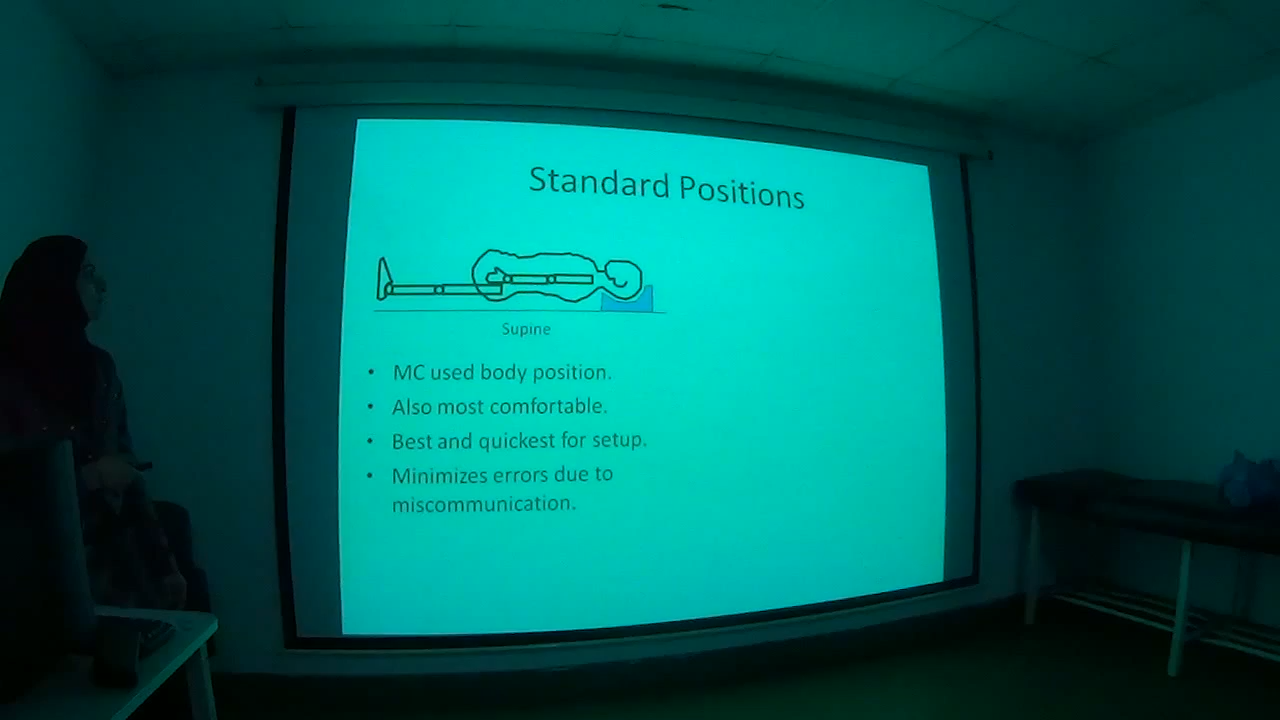 Standard Positions
Supine
• MC used body position.
• Also most comfortable.
• Best and quickest for setup.
• Minimizes errors due to
miscommunication.